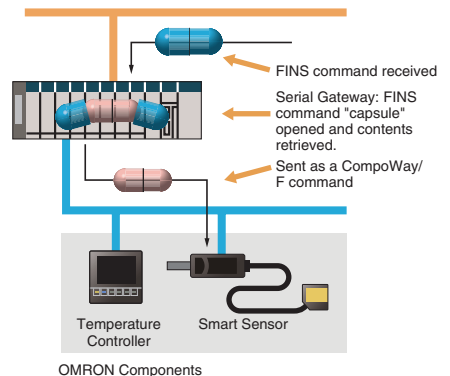 FINS command received
Serial Gateway: FINS
command "capsule"
opened and contents
retrieved.
Sent as a CompoWay/
F command
Temperature
Controller
Smart Sensor
OMRON Components